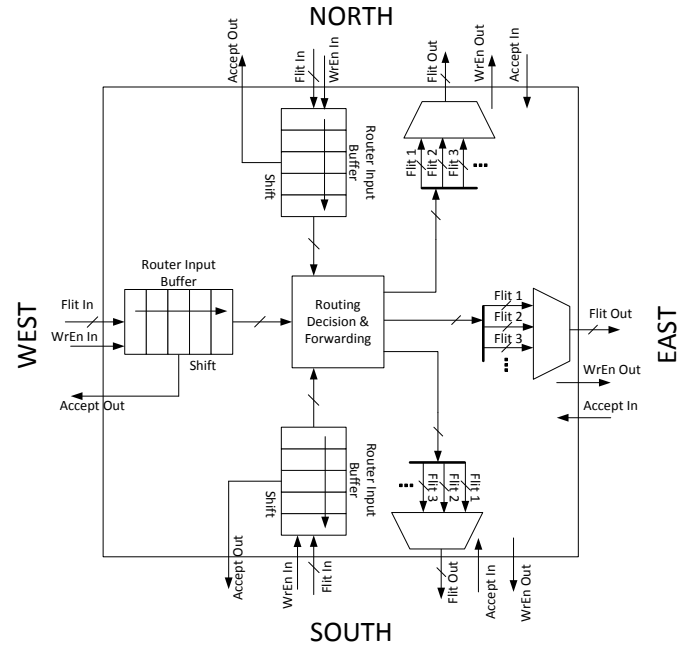 NORTH
Accept Out
Flit In
WrEn In
Flit Out
WrEn Out
Accept In
Router Input
Buffer
Shift
Flit 1
Flit 2
Flit 3
...
WEST
Flit In
WrEn In
Router Input
Buffer
Shift
Accept Out
Routing
Decision &
Forwarding
Flit 1
Flit 2
Flit 3
...
Flit Out
WrEn Out
Accept In
EAST
Router Input
Buffer
Shift
Accept Out
WrEn In
Flit In
...
Flit 3
Flit 2
Flit 1
Flit Out
Accept In
WrEn Out
SOUTH